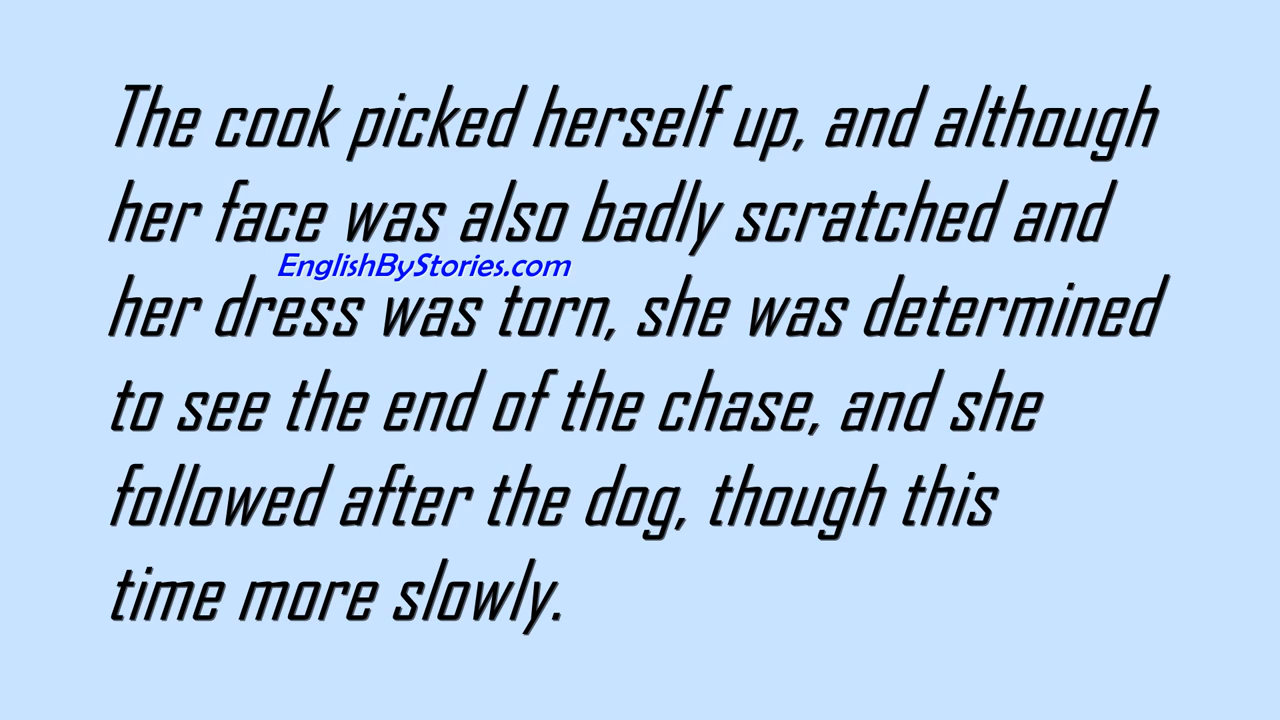 The cook picked herself up, and although
her face was also badly scratched and
EnglishByStories.com
her dress was torn, she was determined
to see the end of the chase, and she
followed after the dog, though this
time more slowly.